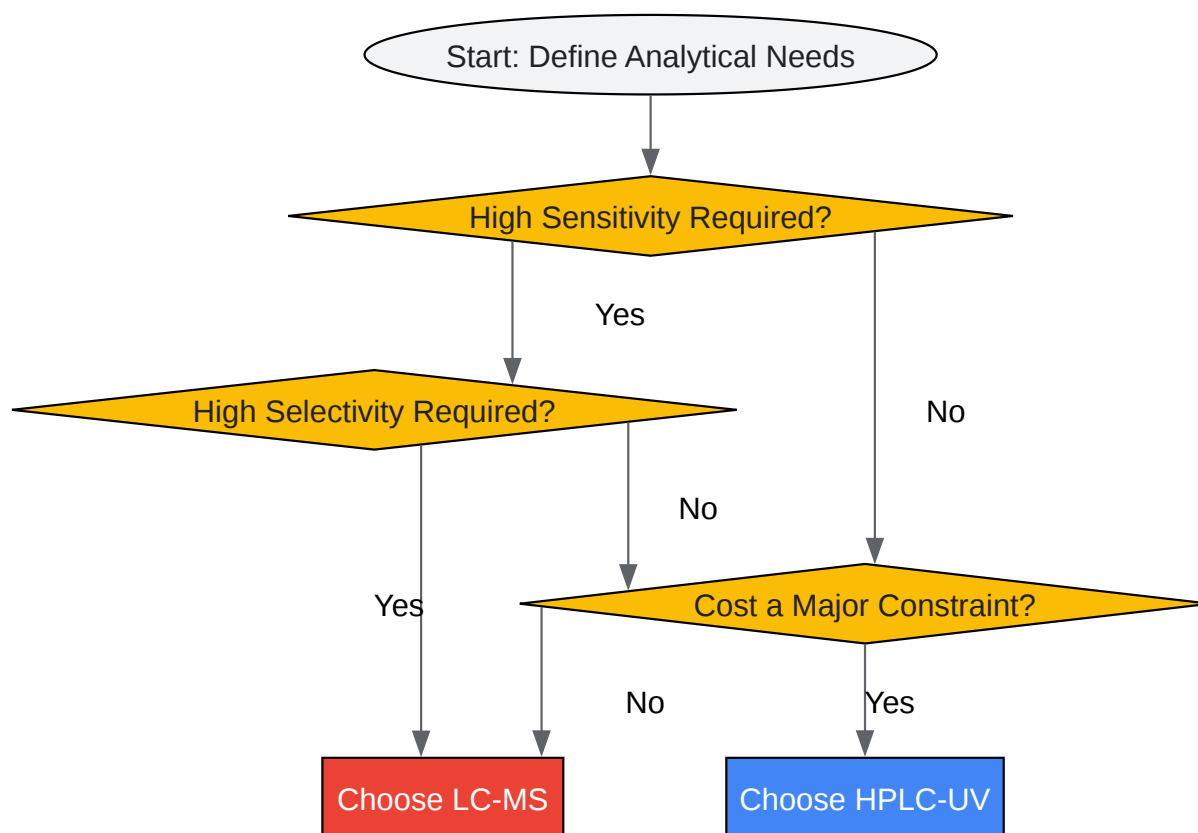 Start: Define Analytical Needs
High Sensitivity Required?
Yes
High Selectivity Required?
No
No
Yes
Cost a Major Constraint?
No
Yes
Choose LC-MS
Choose HPLC-UV